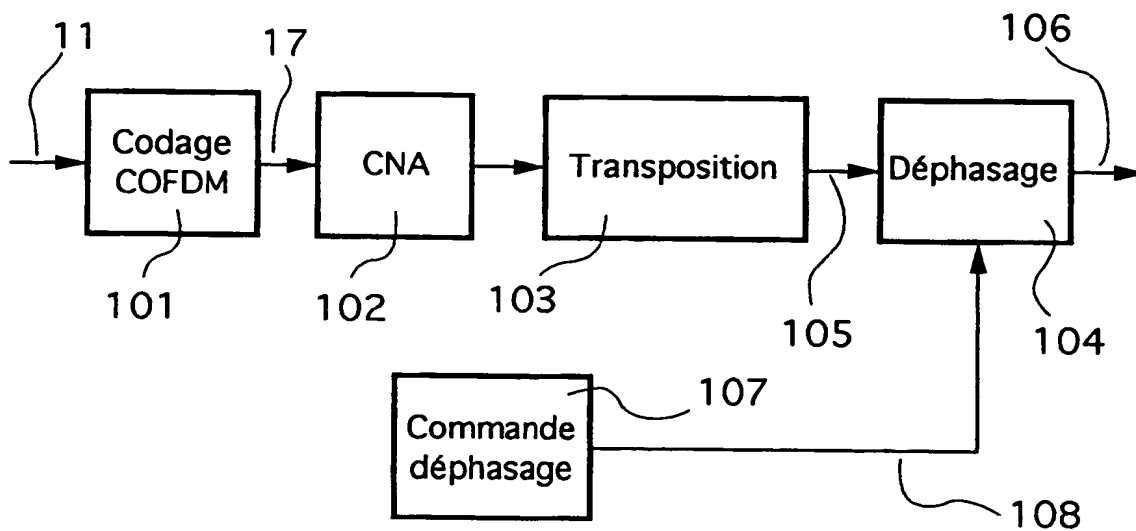 11
17
106
Codage
COFDM
CNA
Transposition
Déphasage
101
102
103
105
104
107
Commande
déphasage
108